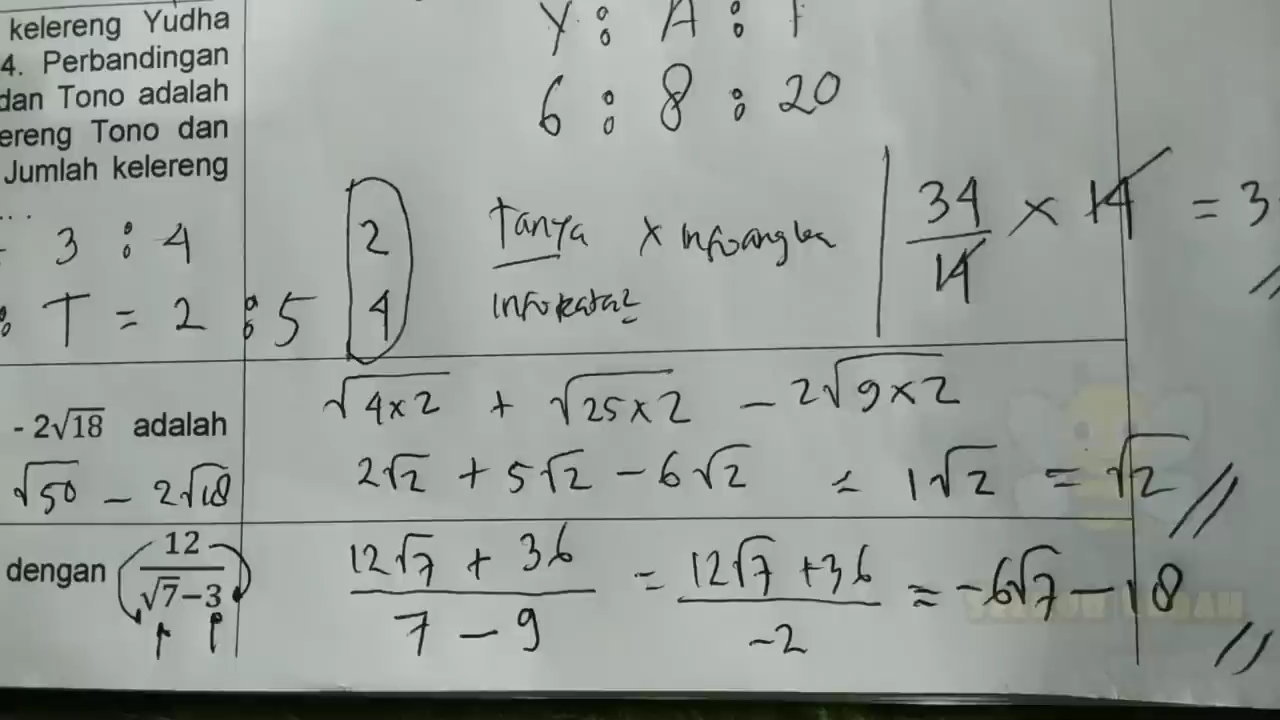 kelereng Yudha
4. Perbandingan
dan Tono adalah
ereng Tono dan
Jumlah kelereng
...
3 : 4
: T = 2 : 5
2
4
Y : A : T
6 : 8 : 20
tanya x infoangka
infokata2
34/14 × 14 = 3
- 2√18 adalah
√50 - 2√18
√4×2 + √25×2 - 2√9×2
2√2 + 5√2 - 6√2 = 1√2 = √2 //
dengan 12/√7-3
12√7 + 36/7 - 9 = 12√7 + 36/-2 = -6√7 - 18 //